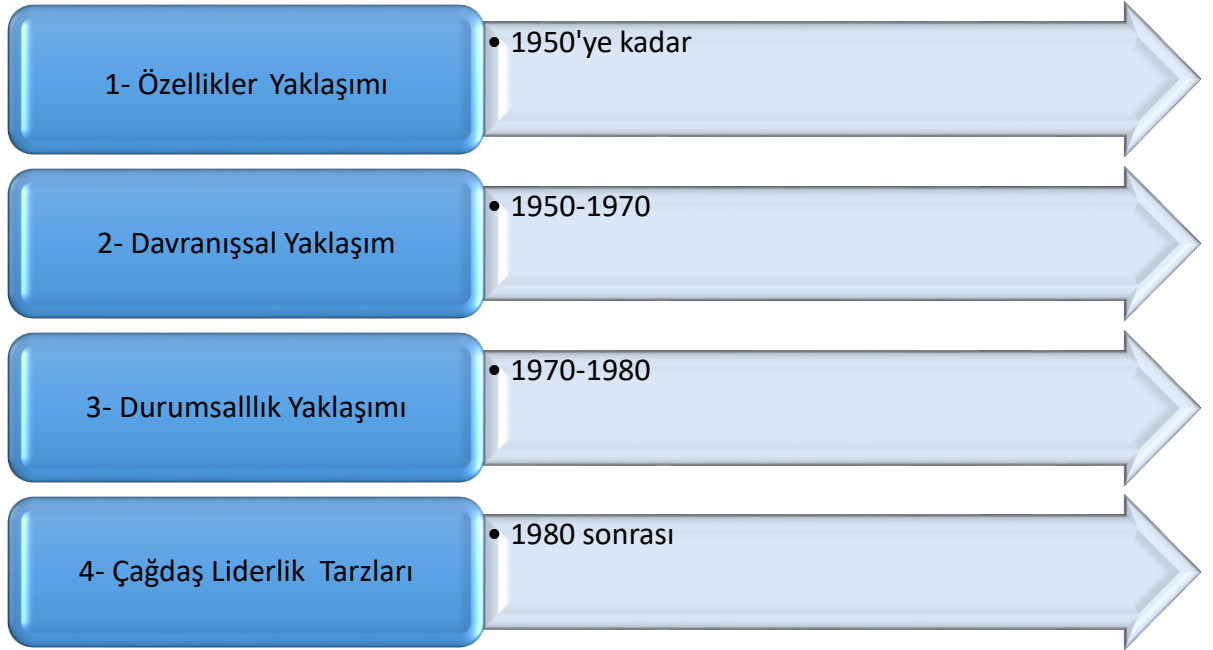 1- Özellikler  Yaklaşımı
• 1950'ye kadar
2- Davranışsal Yaklaşım
• 1950-1970
3- Durumsalllık Yaklaşımı
• 1970-1980
4- Çağdaş Liderlik  Tarzları
• 1980 sonrası